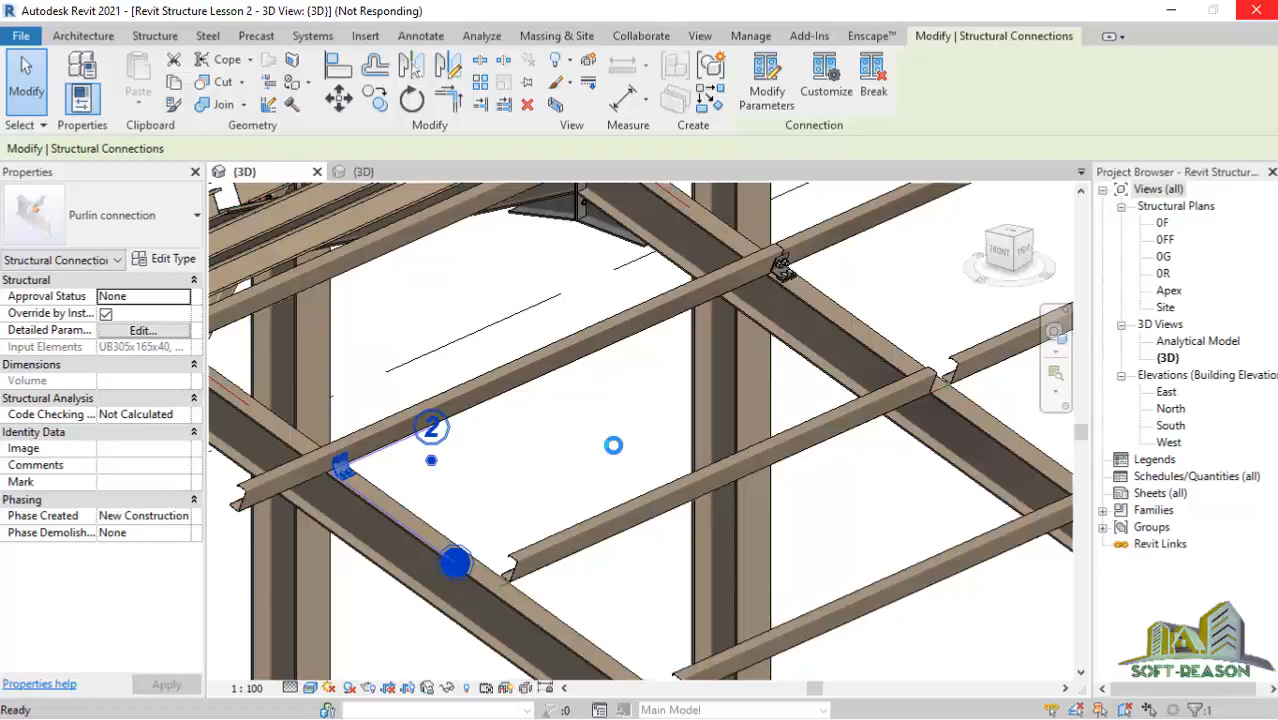 Autodesk Revit 2021 - [Revit Structure Lesson 2 - 3D View: {3D}] (Not Responding)
File Architecture Structure Steel Precast Systems Insert Annotate Analyze Massing & Site Collaborate View Manage Add-Ins Enscape™ Modify | Structural Connections
Modify Paste Cope Cut Join Modify Parameters Customize Break
Select Properties Clipboard Geometry Modify View Measure Create Connection
Modify | Structural Connections
Properties
{3D} {3D}
Project Browser - Revit Structur...
Purlin connection
Structural Connectio Edit Type
Structural
Approval Status None
Override by Inst...
Detailed Param... Edit...
Input Elements UB305x165x40, ...
Dimensions
Volume
Structural Analysis
Code Checking ... Not Calculated
Identity Data
Image
Comments
Mark
Phasing
Phase Created New Construction
Phase Demolish... None
Properties help Apply
2
FRONT
Views (all)
Structural Plans
0F
0FF
0G
0R
Apex
Site
3D Views
Analytical Model
{3D}
Elevations (Building Elevation
East
North
South
West
Legends
Schedules/Quantities (all)
Sheets (all)
Families
Groups
Revit Links
SOFT-REASON
1 : 100
Ready :0 Main Model :1